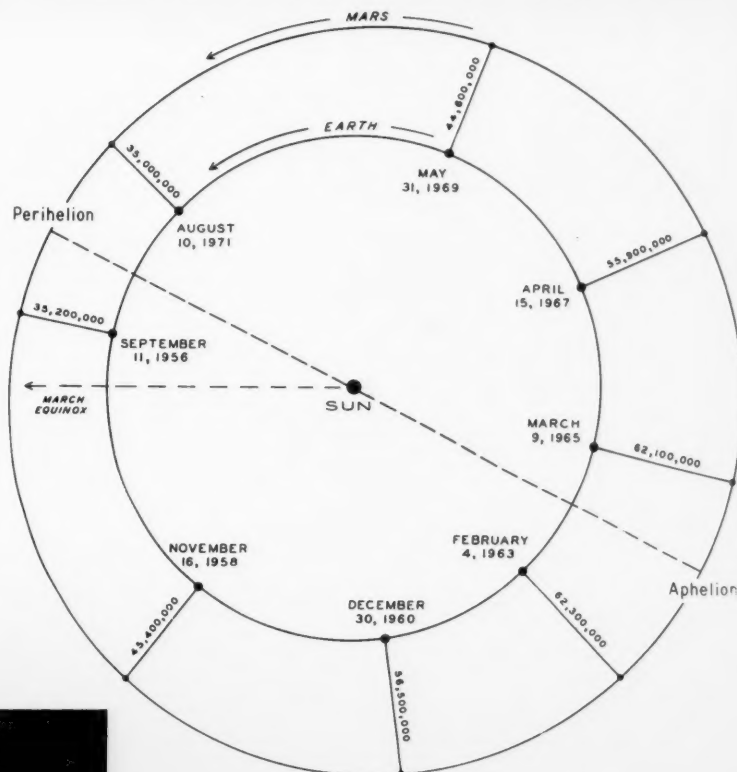 MARS
44,600,000
EARTH
35,000,000
MAY
31, 1969
Perihelion
AUGUST
10, 1971
55,900,000
35,200,000
APRIL
15, 1967
SEPTEMBER
11, 1956
MARCH
EQUINOX
SUN
MARCH
9, 1965
62,100,000
NOVEMBER
16, 1958
FEBRUARY
4, 1963
Aphelion
DECEMBER
30, 1960
45,400,000
62,300,000
56,500,000